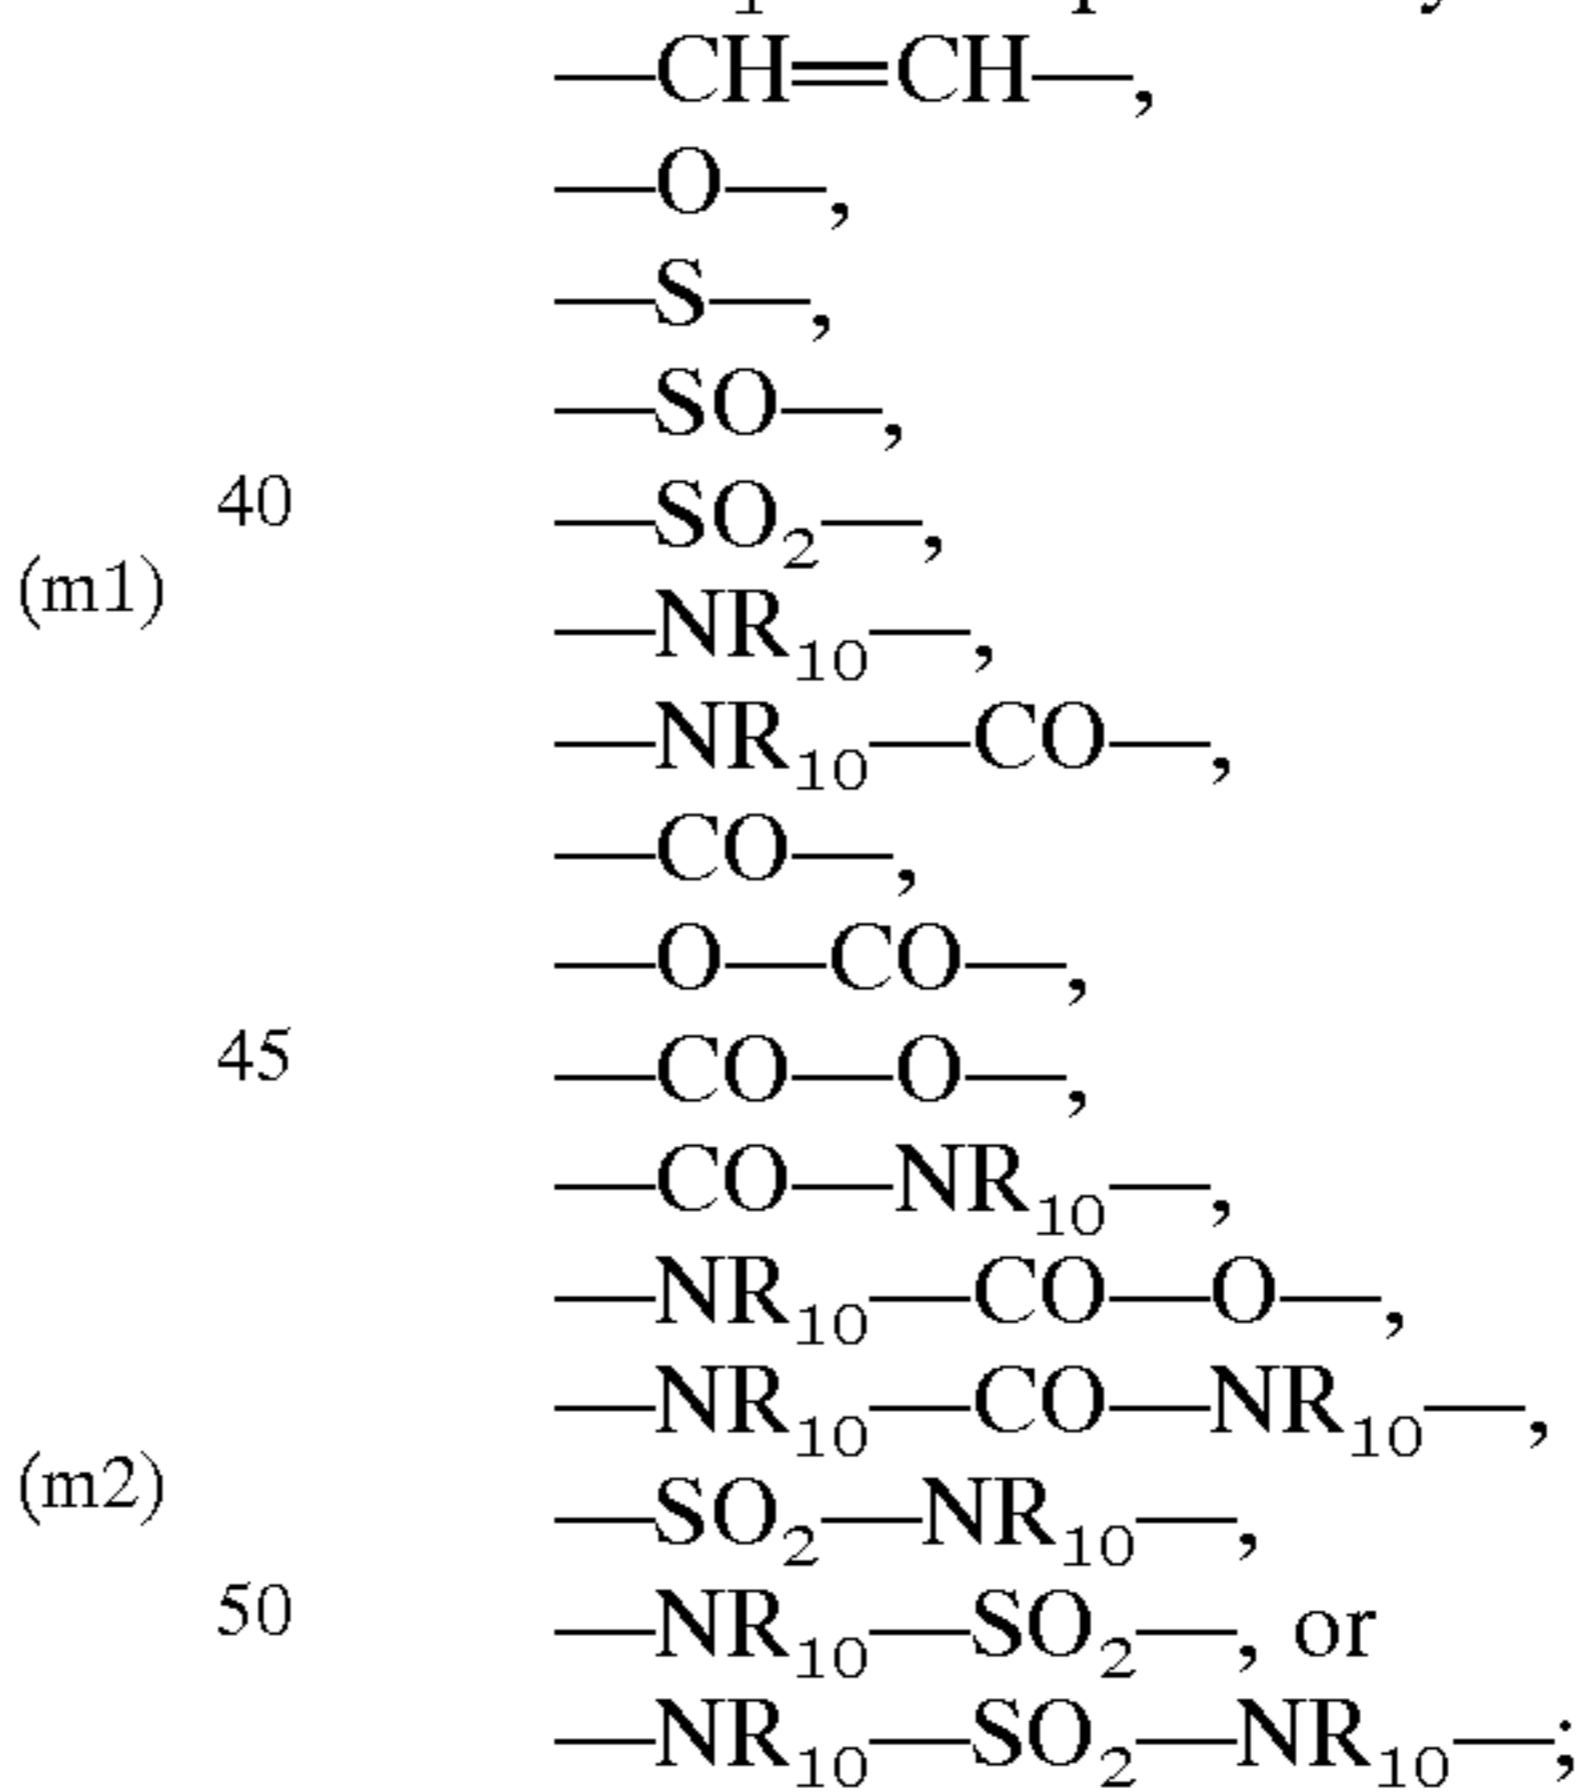 —CH=CH—,
—O—,
—S—,
—SO—,
40
—SO₂—,
(m1)
—NR₁₀—,
—NR₁₀—CO—,
—CO—,
—O—CO—,
45
—CO—O—,
—CO—NR₁₀—,
—NR₁₀—CO—O—,
—NR₁₀—CO—NR₁₀—,
(m2)
—SO₂—NR₁₀—,
50
—NR₁₀—SO₂—, or
—NR₁₀—SO₂—NR₁₀—;